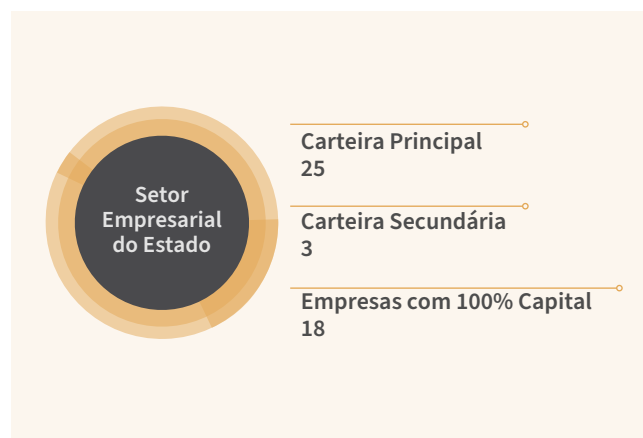 Setor
Empresarial
do Estado
Carteira Principal
25
Carteira Secundária
3
Empresas com 100% Capital
18